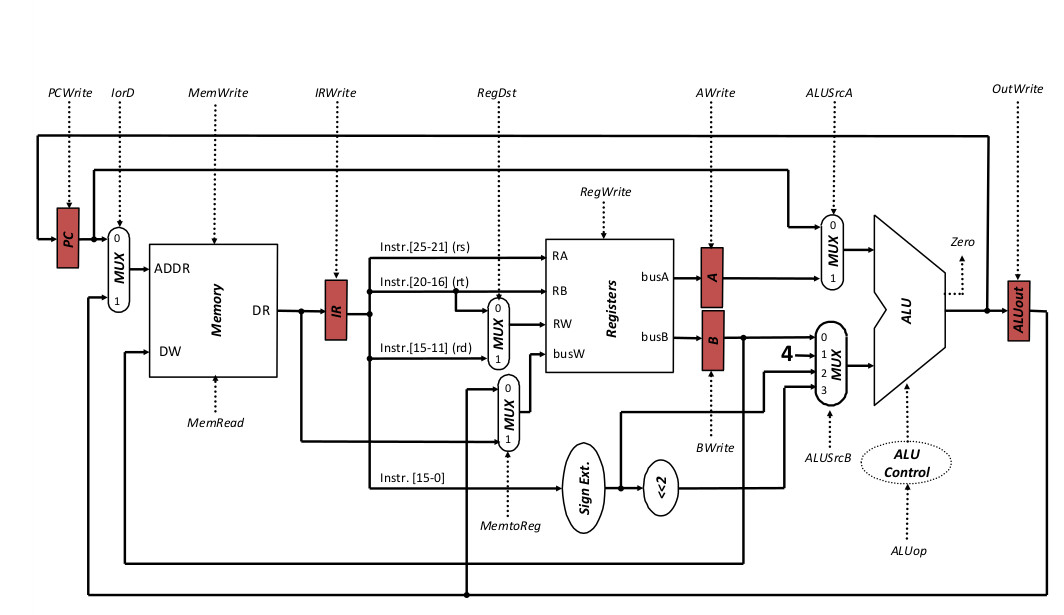 OutWrite
PCWrite IorD MemWrite IRWrite RegDst AWrite ALUSrcA
RegWrite
PC
0
MUX
1
ADDR
Memory
DR
DW
MemRead
IR
Instr.[25-21] (rs)
Instr.[20-16] (rt)
Instr.[15-11] (rd)
Instr. [15-0]
0
MUX
1
0
MUX
1
MemtoReg
RA
RB
RW
busW
Registers
busA
busB
Sign Ext.
<<2
A
B
BWrite
0
MUX
1
4
0
1
2
3
MUX
ALUSrcB
ALU
Zero
ALU
Control
ALUop
ALUout